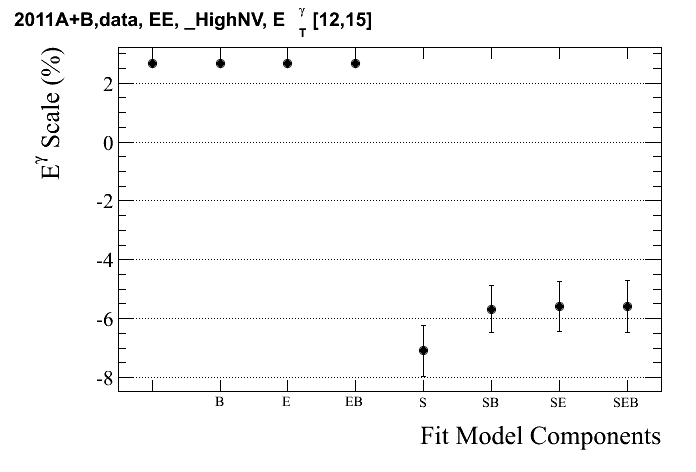 2011A+B,data, EE, _HighNV, E_T^γ [12,15]
E^γ Scale (%)
2
0
-2
-4
-6
-8
B E EB S SB SE SEB
Fit Model Components